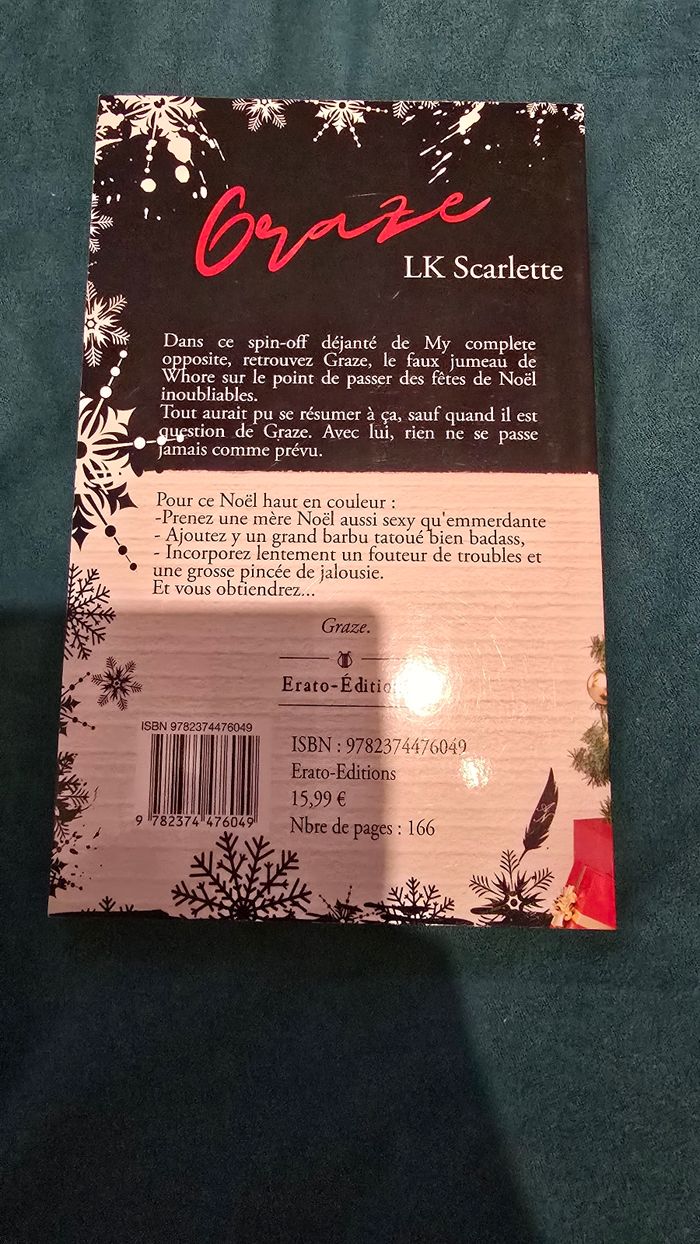 Graze
LK Scarlette
Dans ce spin-off déjanté de My complete
opposite, retrouvez Graze, le faux jumeau de
Whore sur le point de passer des fêtes de Noël
inoubliables.
Tout aurait pu se résumer à ça, sauf quand il est
question de Graze. Avec lui, rien ne se passe
jamais comme prévu.
Pour ce Noël haut en couleur :
-Prenez une mère Noël aussi sexy qu'emmerdante
- Ajoutez y un grand barbu tatoué bien badass,
- Incorporez lentement un fouteur de troubles et
une grosse pincée de jalousie.
Et vous obtiendrez...
Graze.
ISBN 9782374476049
9 782374 476049
ISBN : 9782374476049
Erato-Editions
15,99 €
Nbre de pages : 166